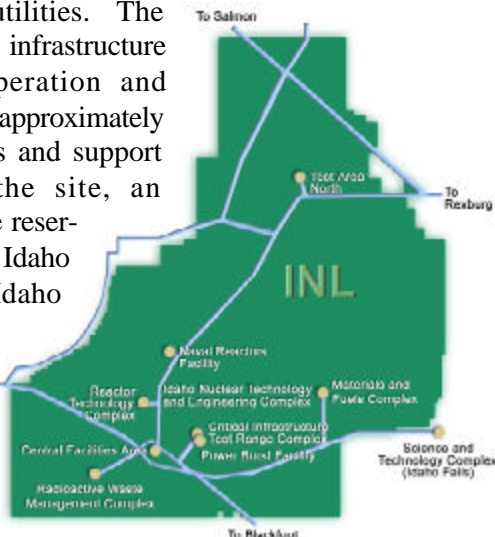 utilities. The
infrastructure
peration and
approximately
s and support
the site, an
e reser-
Idaho
Idaho
To Salmon
Test Area
North
To
Rexburg
INL
Naval Reactors
Facility
Reactor
Technology
Complex
Idaho Nuclear Technology
and Engineering Complex
Materials and
Fuels Complex
Critical Infrastructure
Test Range Complex
Power Burst Facility
Central Facilities Area
Science and
Technology Complex
(Idaho Falls)
Radioactive Waste
Management Complex
To Blackfoot